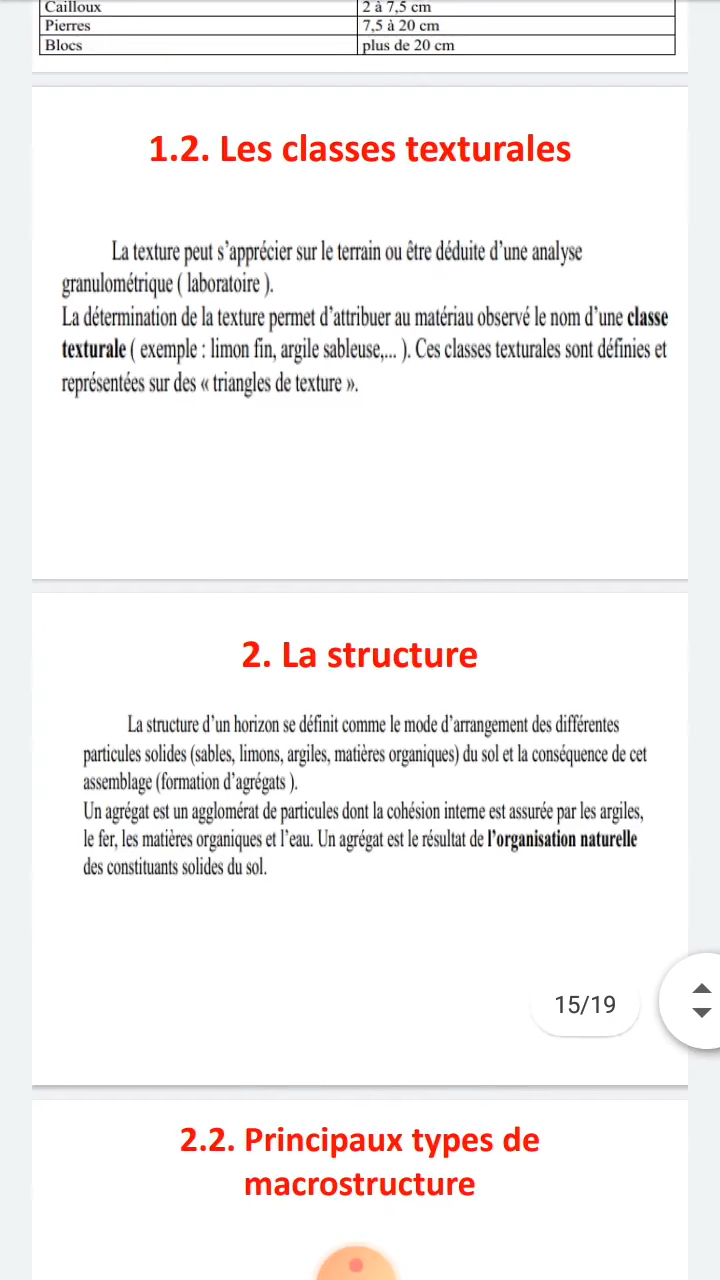 Cailloux 2 à 7,5 cm
Pierres 7,5 à 20 cm
Blocs plus de 20 cm
1.2. Les classes texturales
La texture peut s'apprécier sur le terrain ou être déduite d'une analyse
granulométrique ( laboratoire ).
La détermination de la texture permet d'attribuer au matériau observé le nom d'une classe
texturale ( exemple : limon fin, argile sableuse,... ). Ces classes texturales sont définies et
représentées sur des « triangles de texture ».
2. La structure
La structure d'un horizon se définit comme le mode d'arrangement des différentes
particules solides (sables, limons, argiles, matières organiques) du sol et la conséquence de cet
assemblage (formation d'agrégats ).
Un agrégat est un agglomérat de particules dont la cohésion interne est assurée par les argiles,
le fer, les matières organiques et l'eau. Un agrégat est le résultat de l'organisation naturelle
des constituants solides du sol.
15/19
2.2. Principaux types de
macrostructure